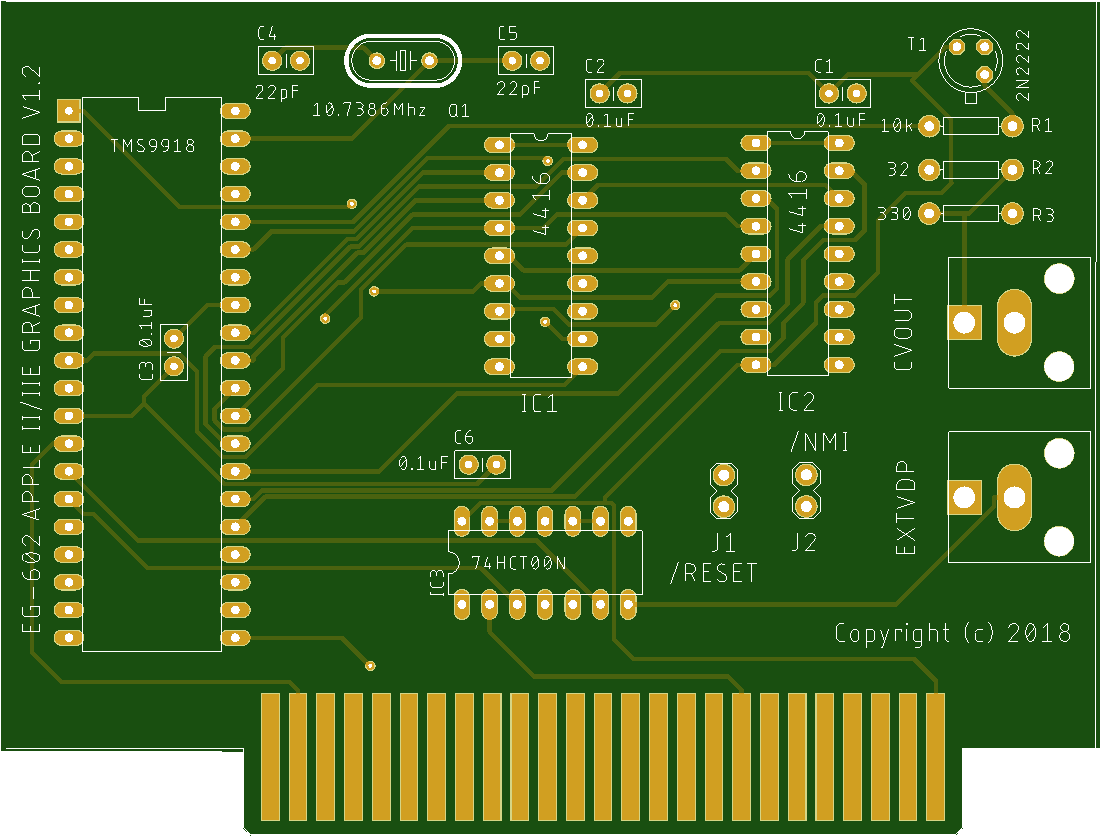 C4
C5
T1
2N2222
C2
C1
22pF
10.7386Mhz
Q1
22pF
0.1uF
0.1uF
10k
R1
TMS9918
32
R2
4416
4416
330
R3
EG-602 APPLE II/IIE GRAPHICS BOARD V1.2
C3 0.1uF
CVOUT
IC1
IC2
C6
0.1uF
/NMI
EXTVDP
J1
J2
74HCT00N
IC3
/RESET
Copyright (c) 2018